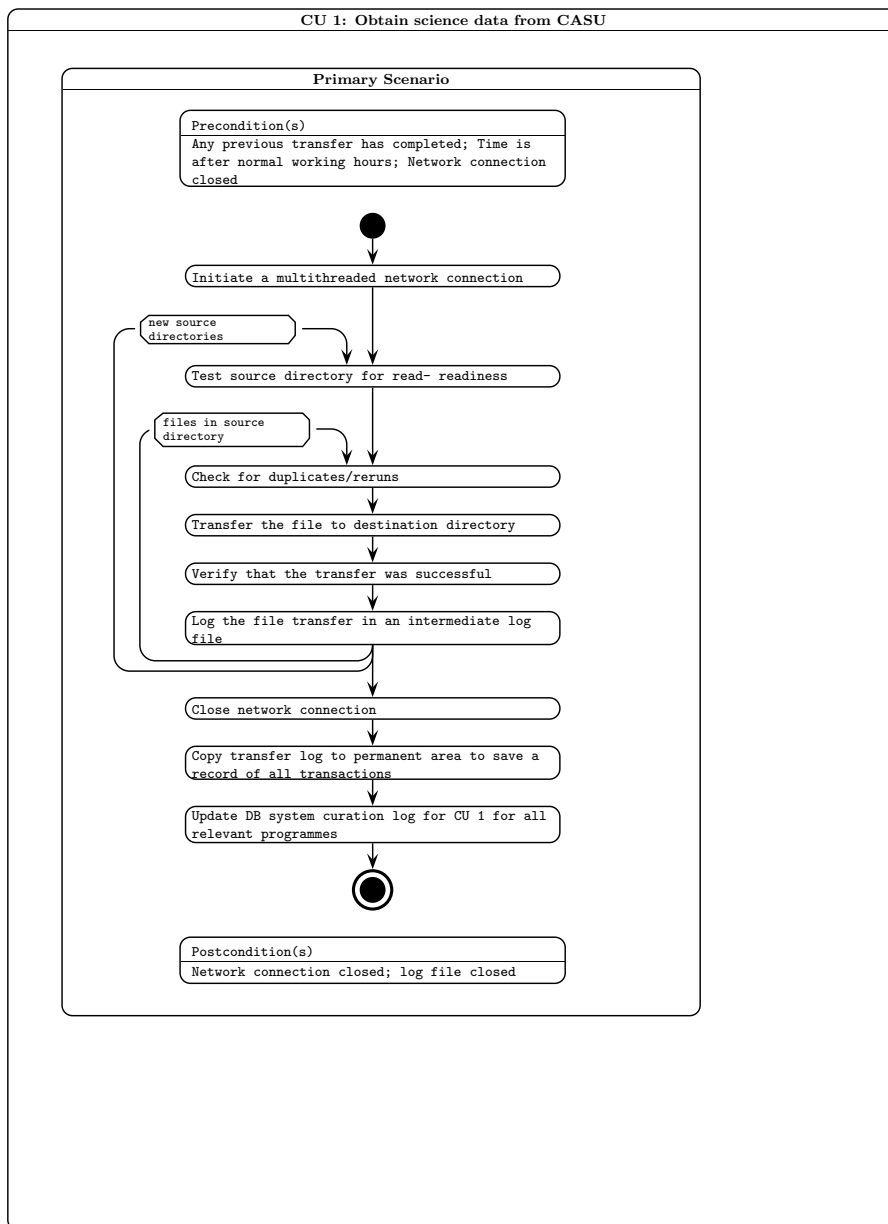 CU 1: Obtain science data from CASU
Primary Scenario
Precondition(s)
Any previous transfer has completed; Time is
after normal working hours; Network connection
closed
Initiate a multithreaded network connection
new source
directories
Test source directory for read- readiness
files in source
directory
Check for duplicates/reruns
Transfer the file to destination directory
Verify that the transfer was successful
Log the file transfer in an intermediate log
file
Close network connection
Copy transfer log to permanent area to save a
record of all transactions
Update DB system curation log for CU 1 for all
relevant programmes
Postcondition(s)
Network connection closed; log file closed